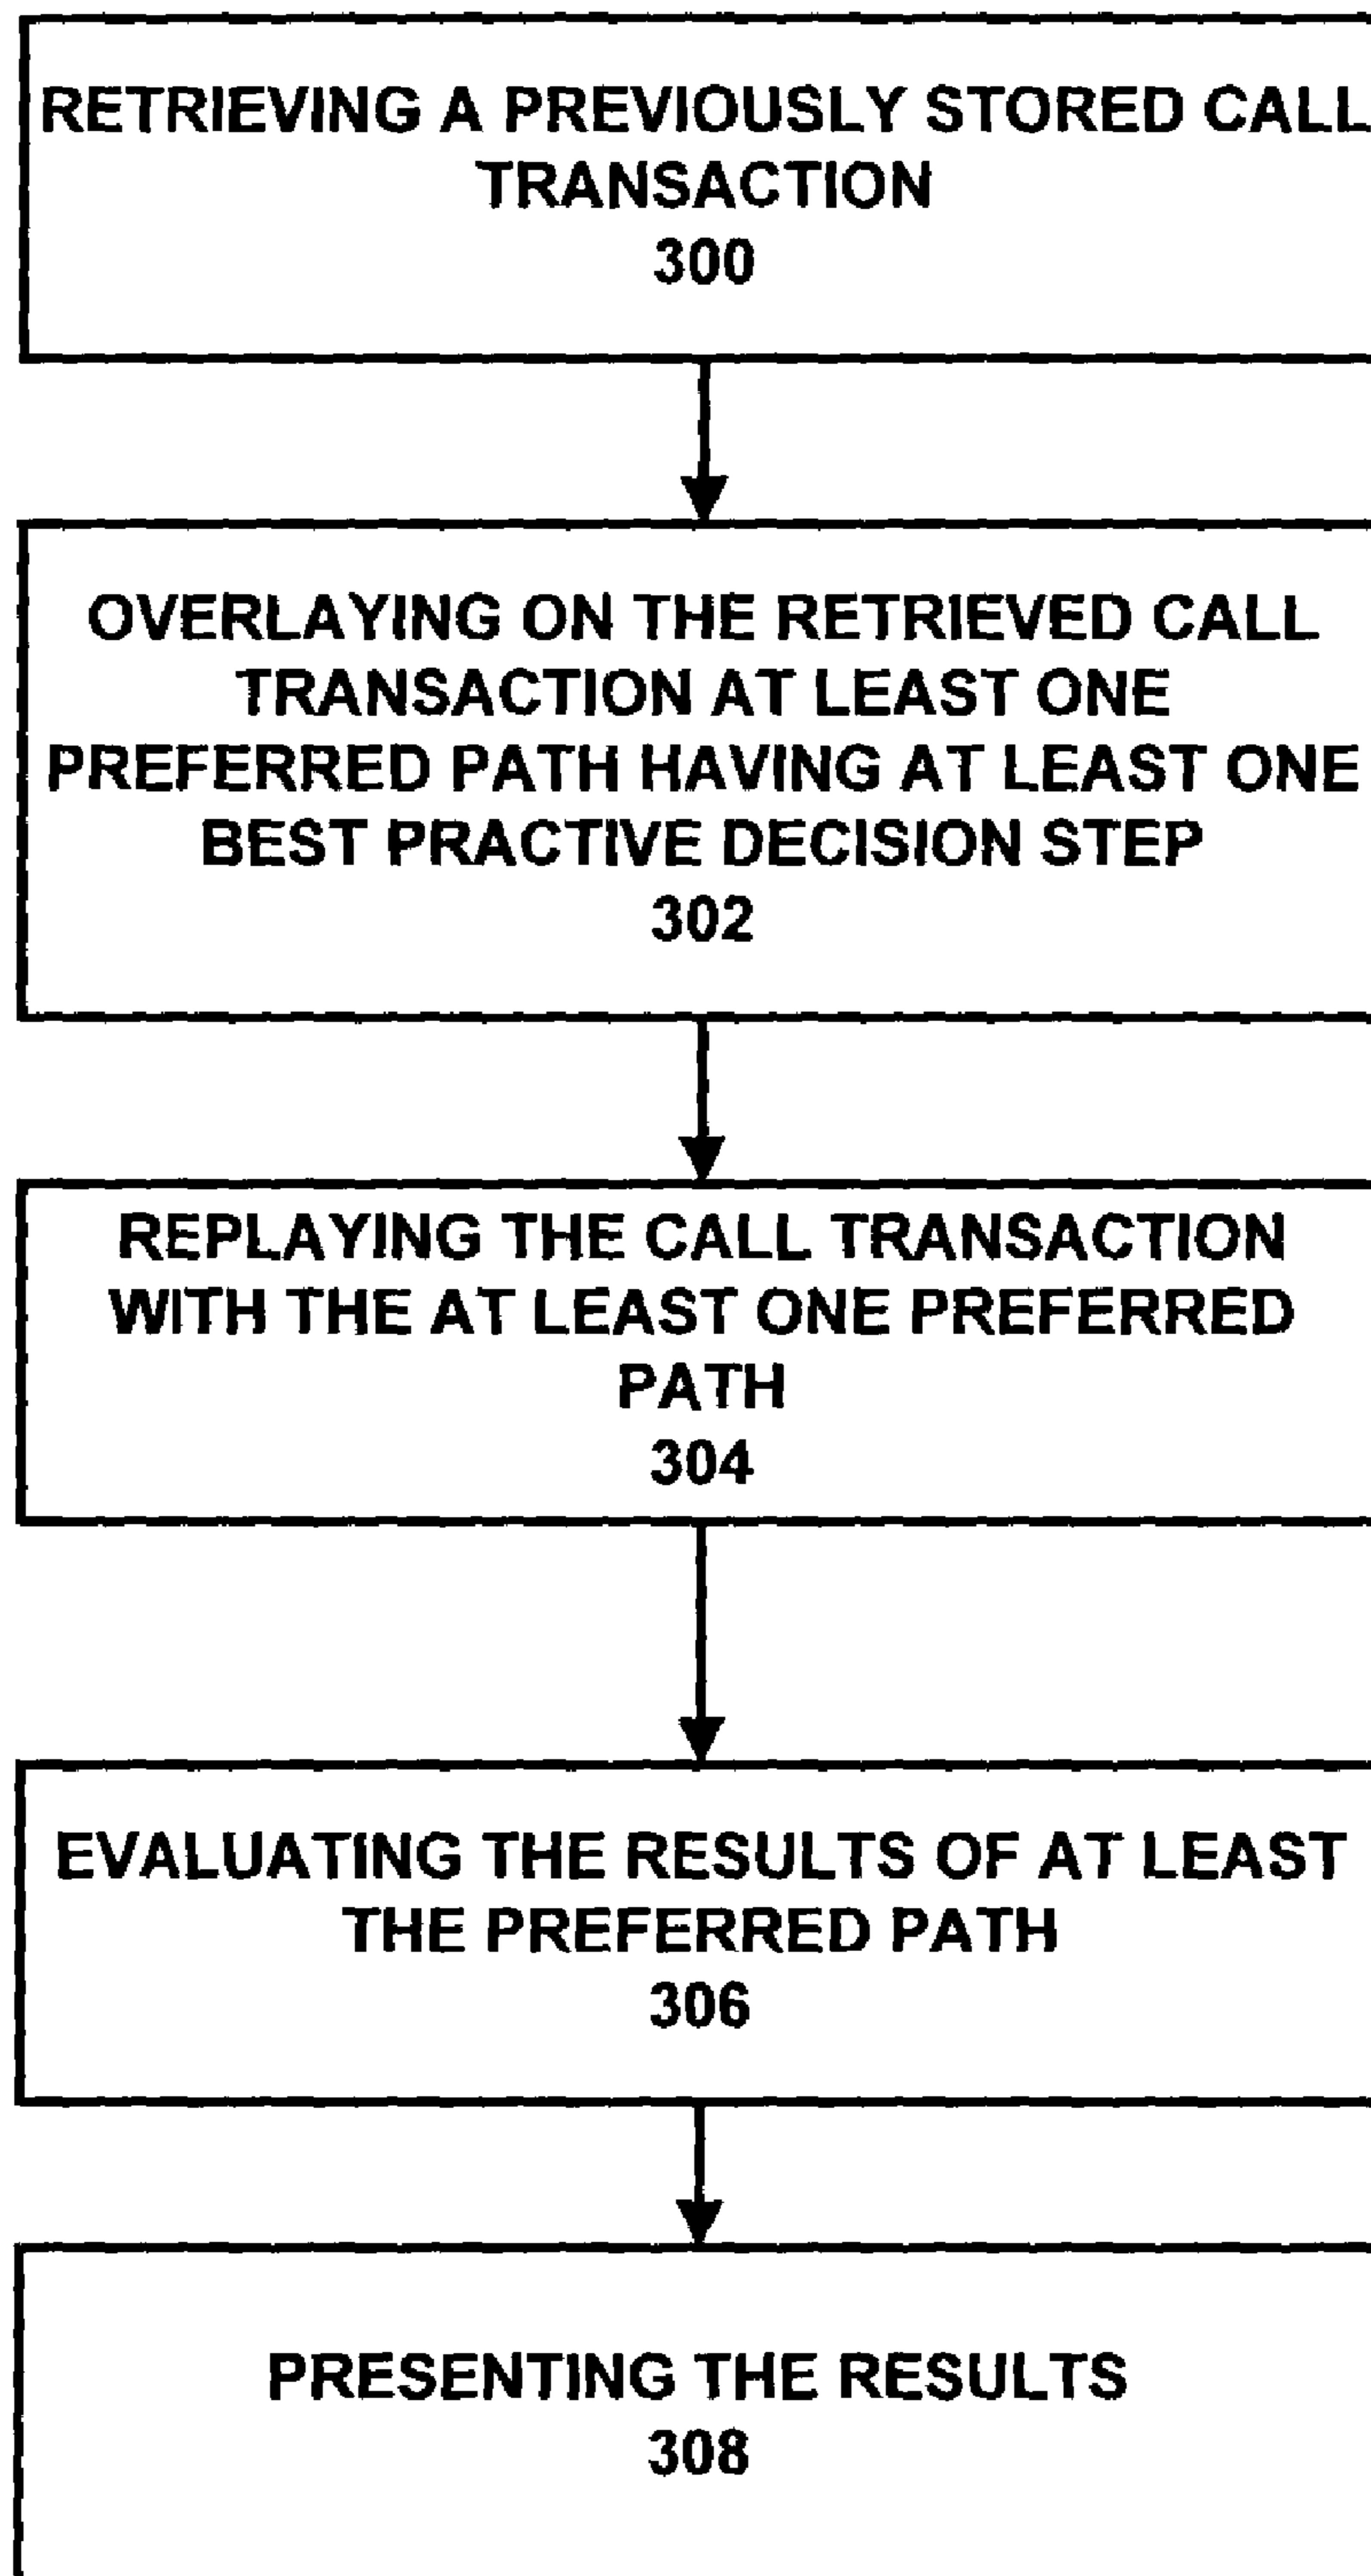 RETRIEVING A PREVIOUSLY STORED CALL
TRANSACTION
300
OVERLAYING ON THE RETRIEVED CALL
TRANSACTION AT LEAST ONE
PREFERRED PATH HAVING AT LEAST ONE
BEST PRACTIVE DECISION STEP
302
REPLAYING THE CALL TRANSACTION
WITH THE AT LEAST ONE PREFERRED
PATH
304
EVALUATING THE RESULTS OF AT LEAST
THE PREFERRED PATH
306
PRESENTING THE RESULTS
308